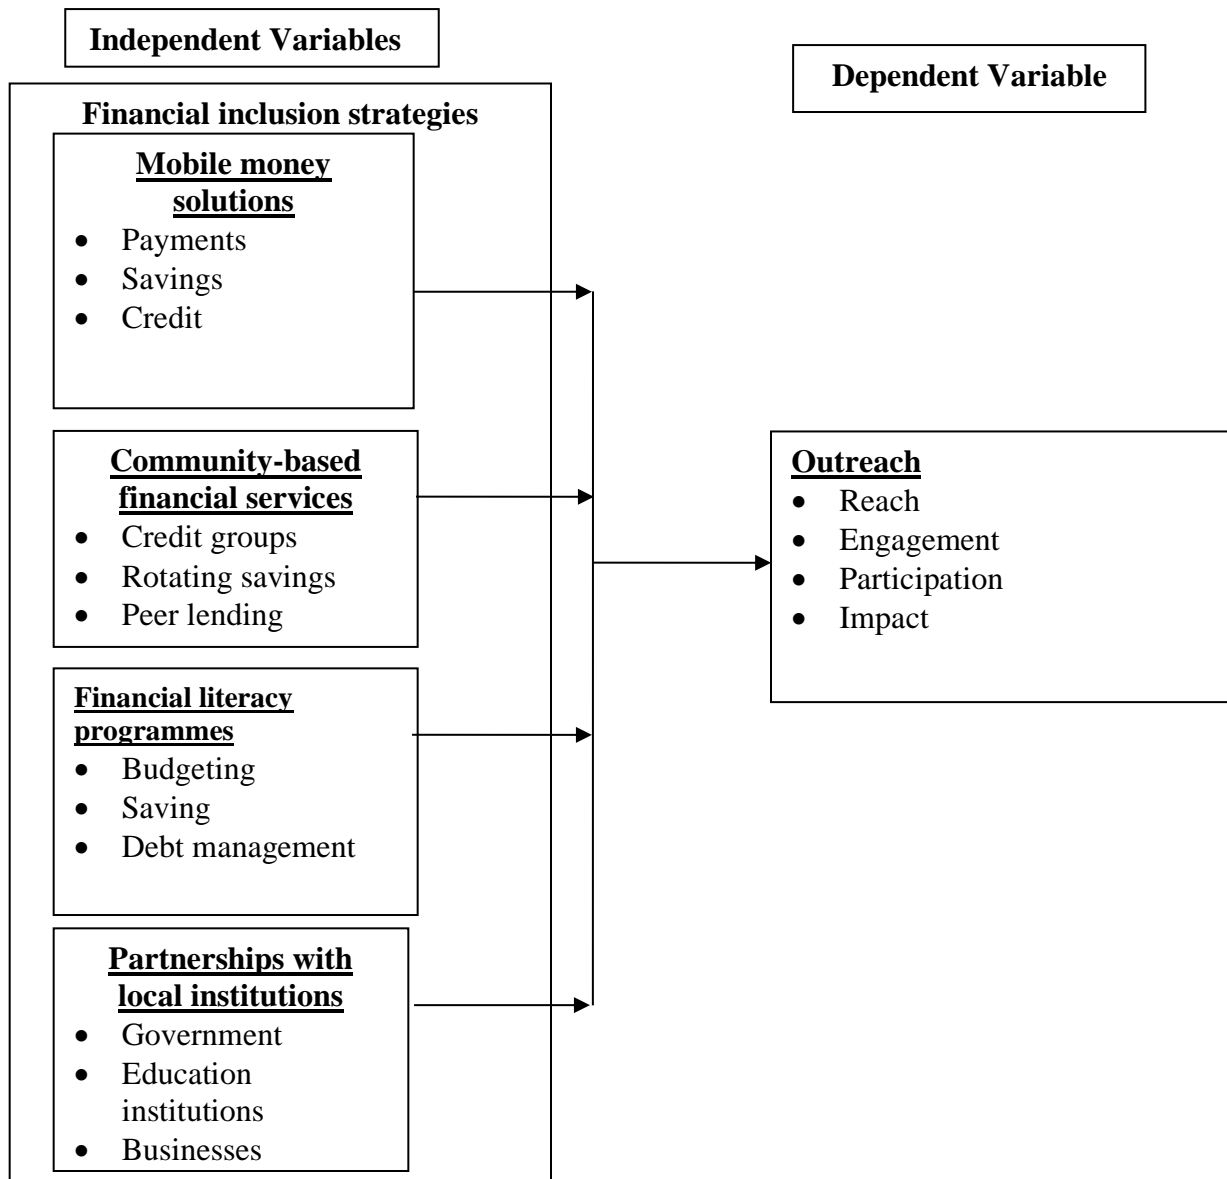 Independent Variables
Dependent Variable
Financial inclusion strategies
Mobile money
solutions
• Payments
• Savings
• Credit
Community-based
financial services
• Credit groups
• Rotating savings
• Peer lending
Financial literacy
programmes
• Budgeting
• Saving
• Debt management
Partnerships with
local institutions
• Government
• Education
institutions
• Businesses
Outreach
• Reach
• Engagement
• Participation
• Impact